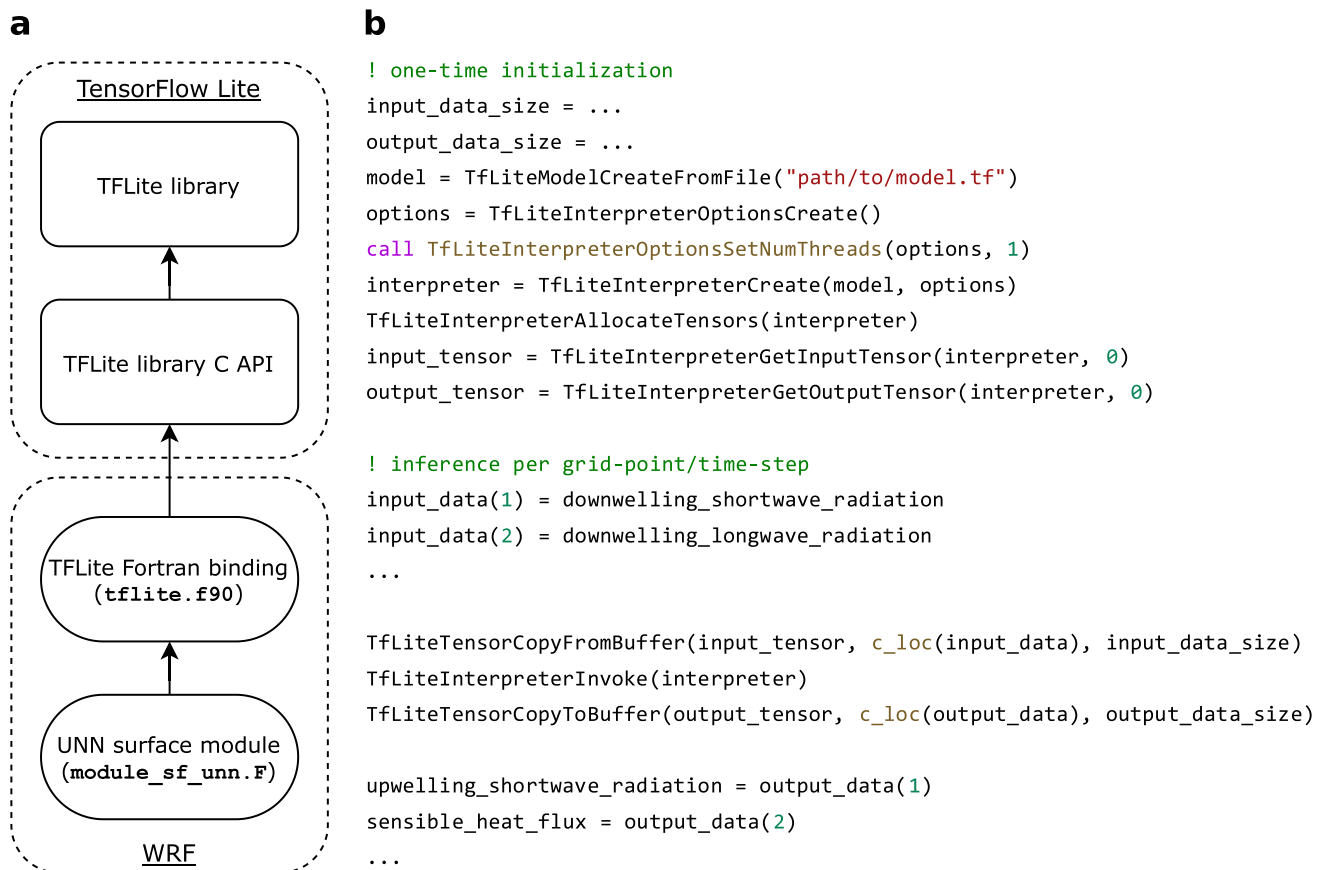 a
TensorFlow Lite
TFLite library
TFLite library C API
TFLite Fortran binding
(tflite.f90)
UNN surface module
(module_sf_unn.F)
WRF
b
! one-time initialization
input_data_size = ...
output_data_size = ...
model = TfLiteModelCreateFromFile("path/to/model.tf")
options = TfLiteInterpreterOptionsCreate()
call TfLiteInterpreterOptionsSetNumThreads(options, 1)
interpreter = TfLiteInterpreterCreate(model, options)
TfLiteInterpreterAllocateTensors(interpreter)
input_tensor = TfLiteInterpreterGetInputTensor(interpreter, 0)
output_tensor = TfLiteInterpreterGetOutputTensor(interpreter, 0)
! inference per grid-point/time-step
input_data(1) = downwelling_shortwave_radiation
input_data(2) = downwelling_longwave_radiation
...
TfLiteTensorCopyFromBuffer(input_tensor, c_loc(input_data), input_data_size)
TfLiteInterpreterInvoke(interpreter)
TfLiteTensorCopyToBuffer(output_tensor, c_loc(output_data), output_data_size)
upwelling_shortwave_radiation = output_data(1)
sensible_heat_flux = output_data(2)
...